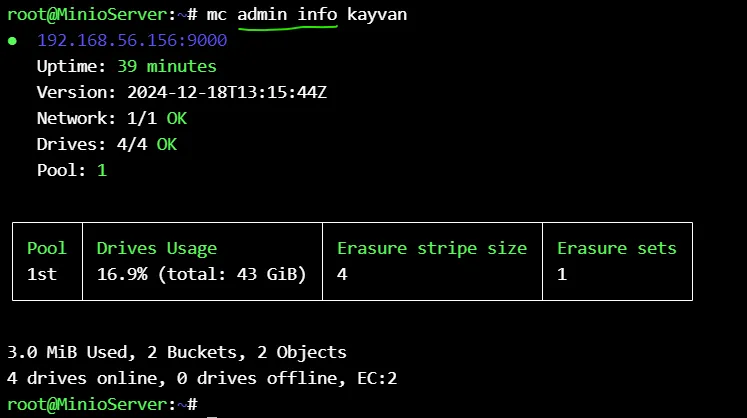 root@MinioServer:~# mc admin info kayvan
● 192.168.56.156:9000
Uptime: 39 minutes
Version: 2024-12-18T13:15:44Z
Network: 1/1 OK
Drives: 4/4 OK
Pool: 1
Pool Drives Usage Erasure stripe size Erasure sets
1st 16.9% (total: 43 GiB) 4 1
3.0 MiB Used, 2 Buckets, 2 Objects
4 drives online, 0 drives offline, EC:2
root@MinioServer:~#